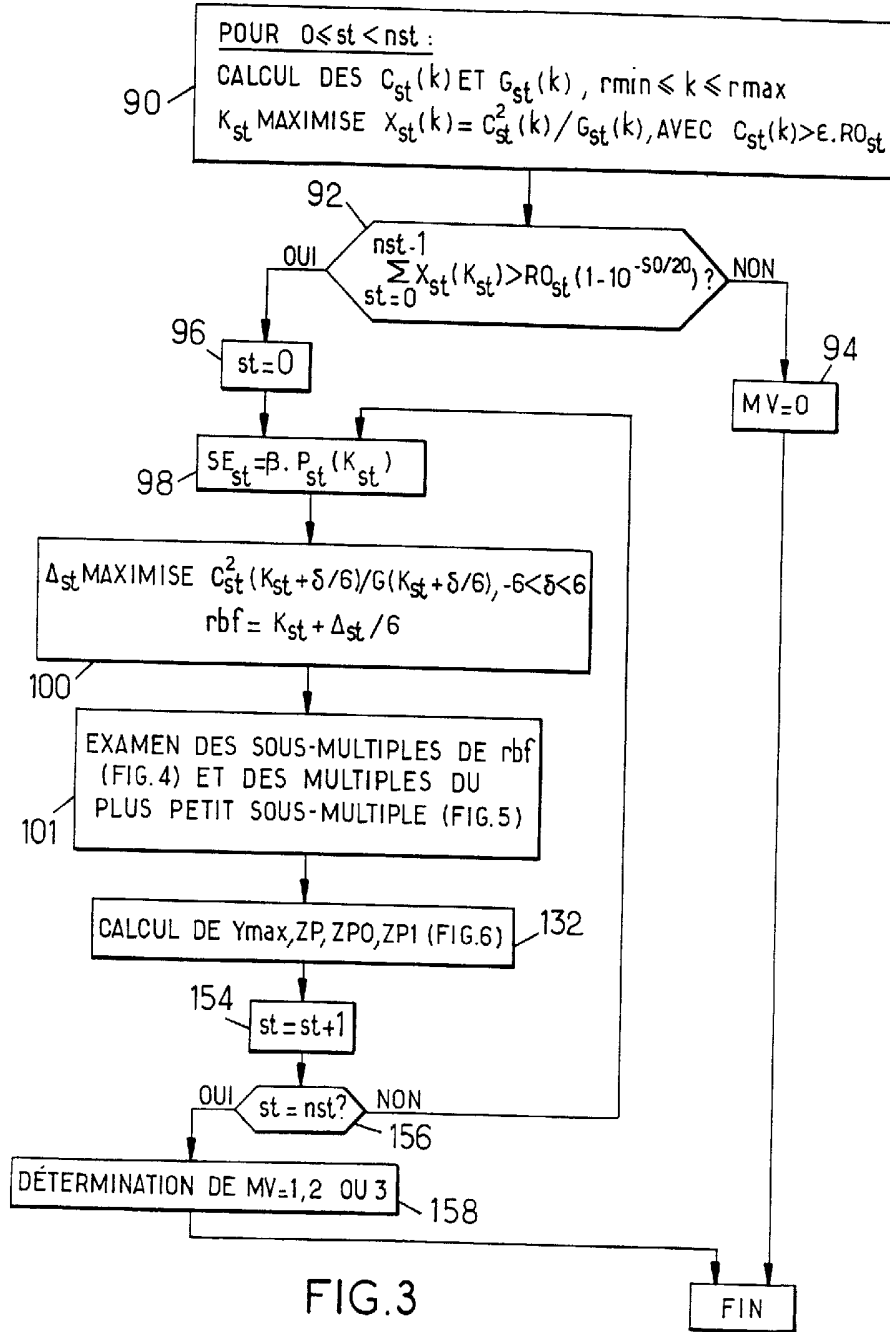 POUR 0⩽st<nst:
CALCUL DES C_st(k) ET G_st(k), rmin⩽k⩽rmax
K_st MAXIMISE X_st(k)=C²_st(k)/G_st(k), AVEC C_st(k)>ε.R0_st
90
92
OUI
nst-1
Σ X_st(K_st)>R0_st(1-10^-S0/20)?
st=0
NON
96
st=0
94
MV=0
SE_st=β.P_st(K_st)
98
Δ_st MAXIMISE C²_st(K_st+δ/6)/G(K_st+δ/6),-6<δ<6
rbf=K_st+Δ_st/6
100
EXAMEN DES SOUS-MULTIPLES DE rbf
(FIG.4) ET DES MULTIPLES DU
PLUS PETIT SOUS-MULTIPLE (FIG.5)
101
CALCUL DE Ymax,ZP,ZP0,ZP1 (FIG.6)
132
154
st=st+1
OUI
st=nst?
NON
156
DÉTERMINATION DE MV=1,2 OU 3
158
FIN
FIG.3